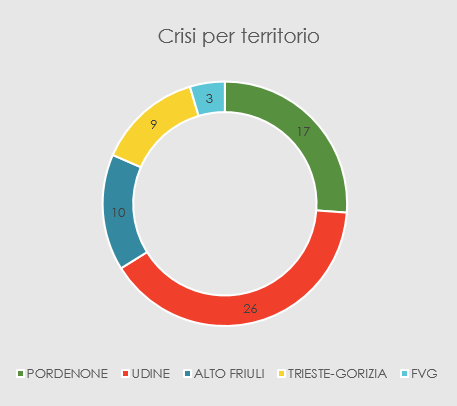 Crisi per territorio
3
17
9
10
26
PORDENONE UDINE ALTO FRIULI TRIESTE-GORIZIA FVG